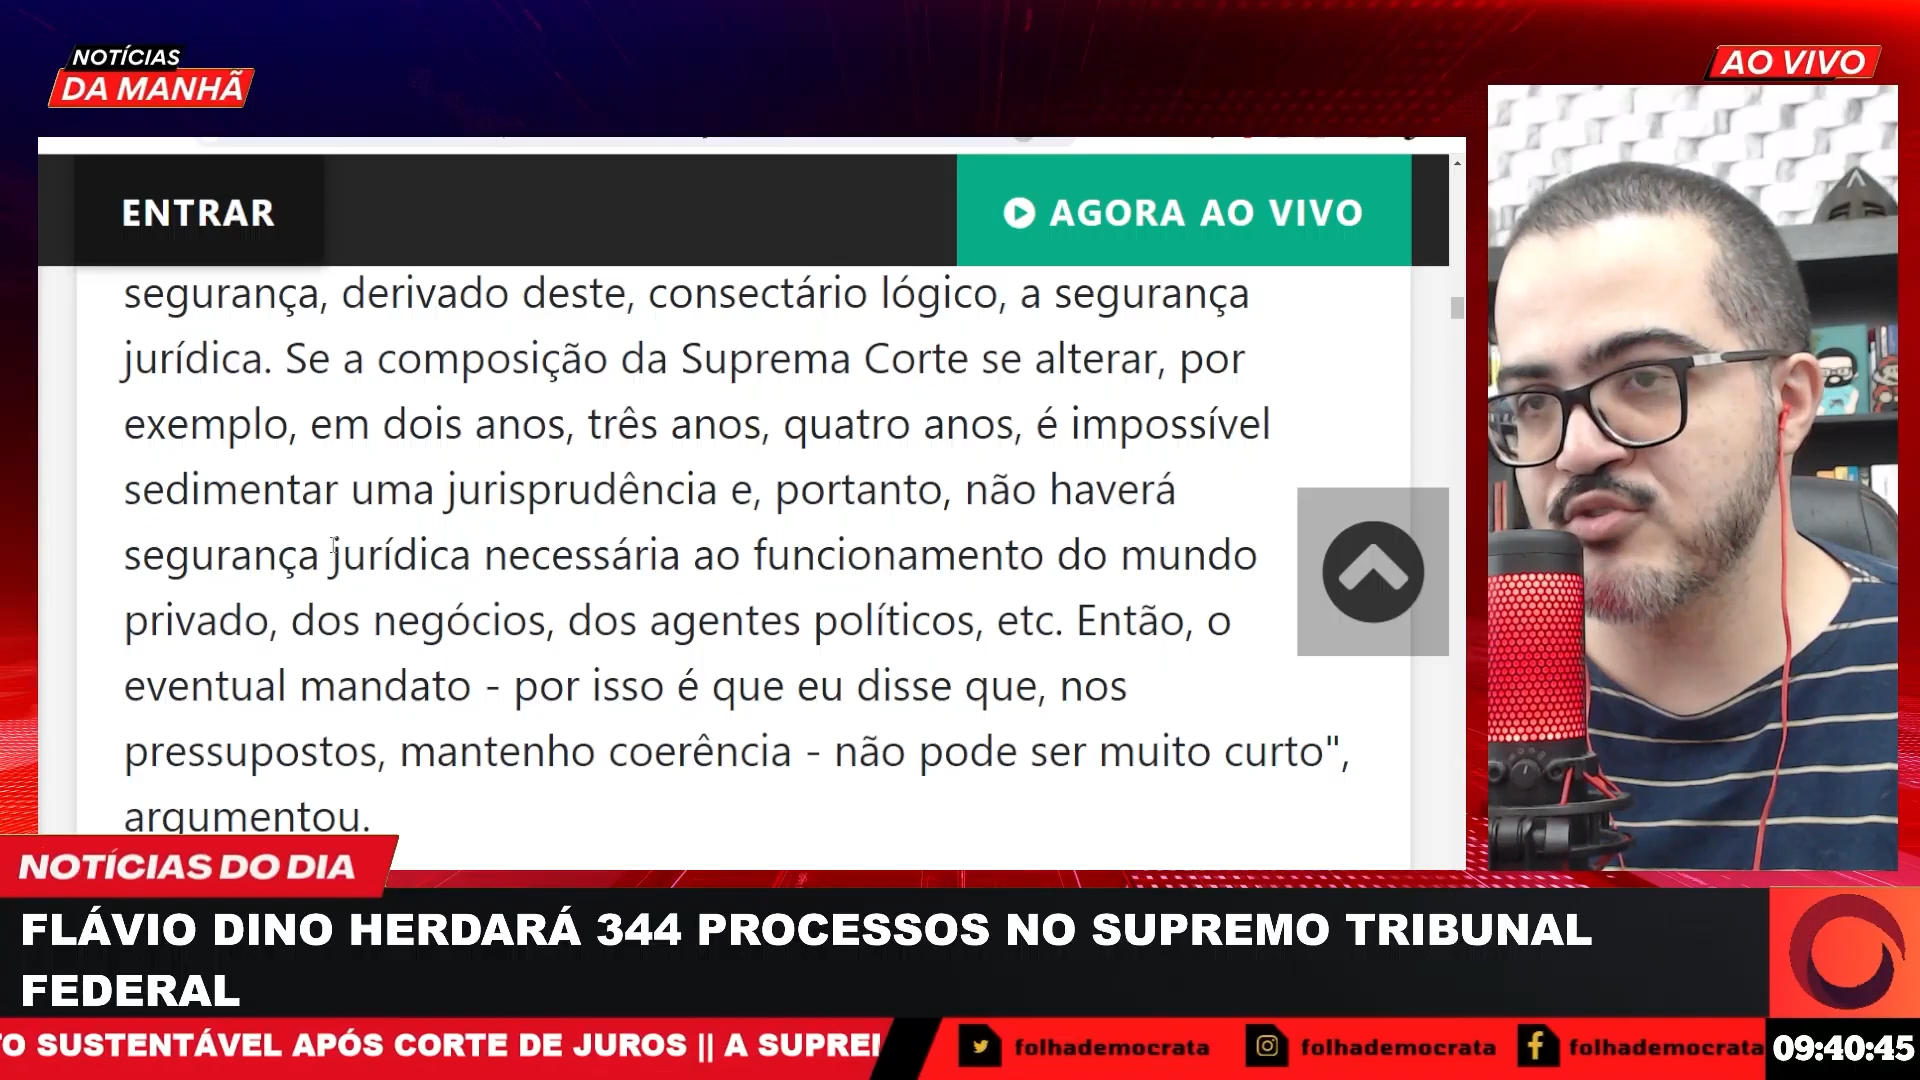 NOTÍCIAS
DA MANHÃ
AO VIVO
ENTRAR
AGORA AO VIVO
segurança, derivado deste, consectário lógico, a segurança
jurídica. Se a composição da Suprema Corte se alterar, por
exemplo, em dois anos, três anos, quatro anos, é impossível
sedimentar uma jurisprudência e, portanto, não haverá
segurança jurídica necessária ao funcionamento do mundo
privado, dos negócios, dos agentes políticos, etc. Então, o
eventual mandato - por isso é que eu disse que, nos
pressupostos, mantenho coerência - não pode ser muito curto",
argumentou.
NOTÍCIAS DO DIA
FLÁVIO DINO HERDARÁ 344 PROCESSOS NO SUPREMO TRIBUNAL
FEDERAL
SUSTENTÁVEL APÓS CORTE DE JUROS || A
folhademocrata
folhademocrata
folhademocrata
09:40:45